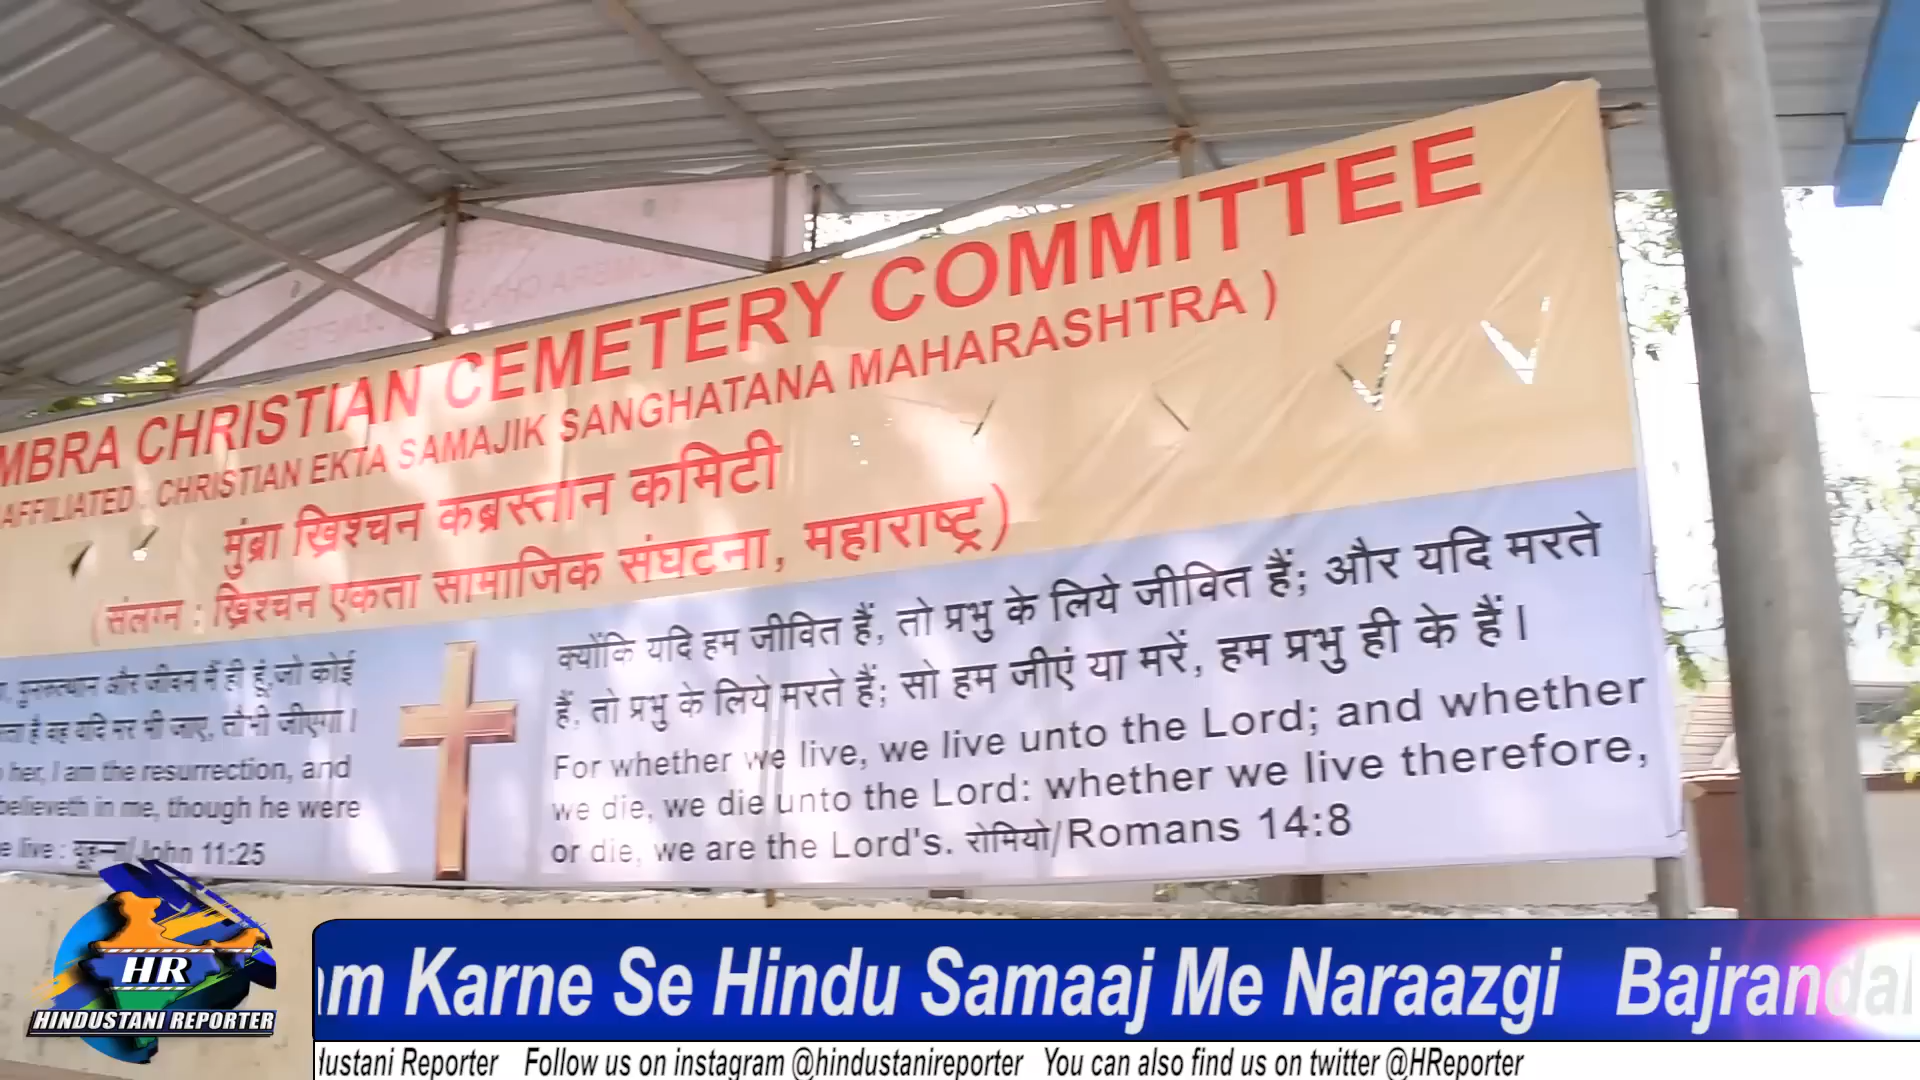 MBRA CHRISTIAN CEMETERY COMMITTEE
AFFILIATED : CHRISTIAN EKTA SAMAJIK SANGHATANA MAHARASHTRA )
मुंब्रा ख्रिश्चन कब्रस्तान कमिटी
(संलग्न : ख्रिश्चन एकता सामाजिक संघटना, महाराष्ट्र)
पुनरुत्थान और जीवन मैं ही हूं,जो कोई
है वह यदि मर भी जाए, तौभी जीएगा।
her, I am the resurrection, and
believeth in me, though he were
live : यूहन्ना/John 11:25
क्योंकि यदि हम जीवित हैं, तो प्रभु के लिये जीवित हैं; और यदि मरते
हैं, तो प्रभु के लिये मरते हैं; सो हम जीएं या मरें, हम प्रभु ही के हैं।
For whether we live, we live unto the Lord; and whether
we die, we die unto the Lord: whether we live therefore,
or die, we are the Lord's. रोमियो/Romans 14:8
HR
HINDUSTANI REPORTER
am Karne Se Hindu Samaaj Me Naraazgi Bajrandal
dustani Reporter Follow us on instagram @hindustanireporter You can also find us on twitter @HReporter